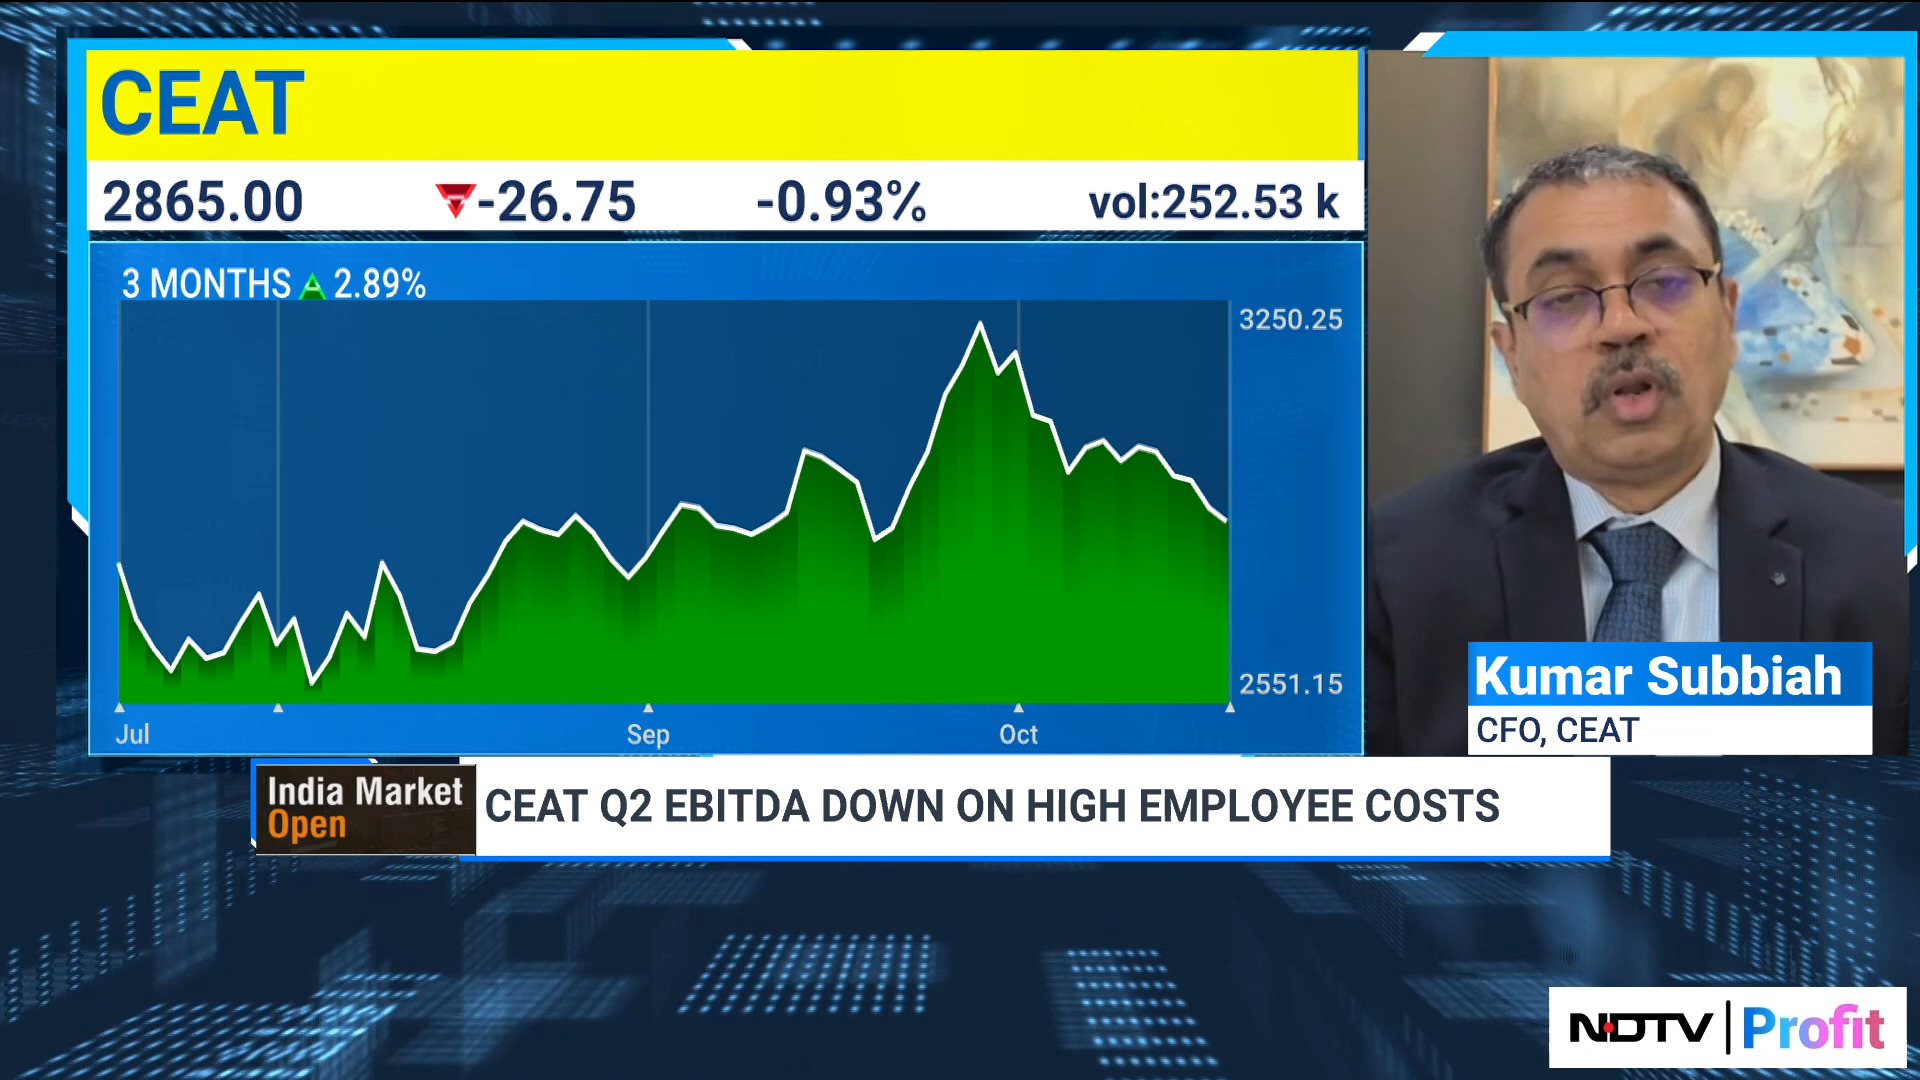 CEAT
2865.00 -26.75 -0.93% vol:252.53 k
3 MONTHS 2.89%
3250.25
2551.15
Jul Sep Oct
Kumar Subbiah
CFO, CEAT
India Market
Open
CEAT Q2 EBITDA DOWN ON HIGH EMPLOYEE COSTS
NDTV Profit